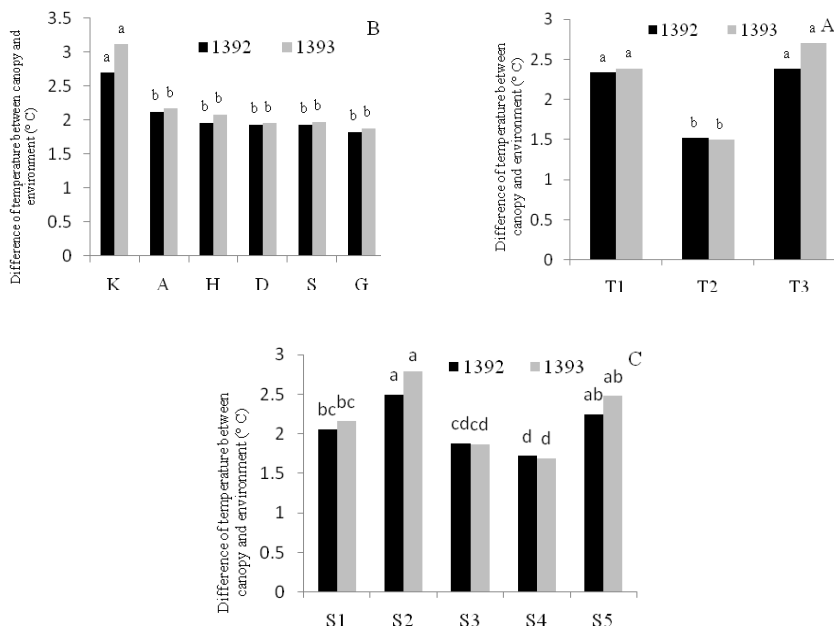 B
1392 1393
Difference of temperature between canopy and
environment (° C)
3.5
3
2.5
2
1.5
1
0.5
0
a a
b b
b b
b b
b b
b b
K A H D S G
A
1392 1393
Difference of temperature between
canopy and environment (° C)
3
2.5
2
1.5
1
0.5
0
a a
b b
a a
T1 T2 T3
C
1392 1393
Difference of temperature between
canopy and environment (° C)
3
2.5
2
1.5
1
0.5
0
bc bc
a a
cd cd
d d
ab ab
S1 S2 S3 S4 S5